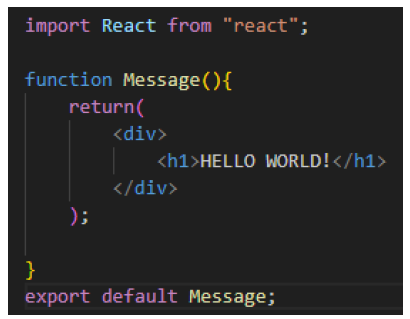 import React from "react";
function Message(){
return(
<div>
<h1>HELLO WORLD!</h1>
</div>
);
}
export default Message;